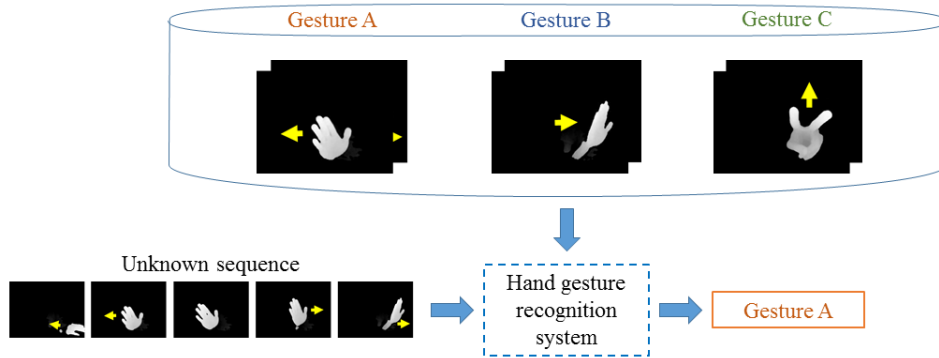 Gesture A
Gesture B
Gesture C
Unknown sequence
Hand gesture
recognition
system
Gesture A